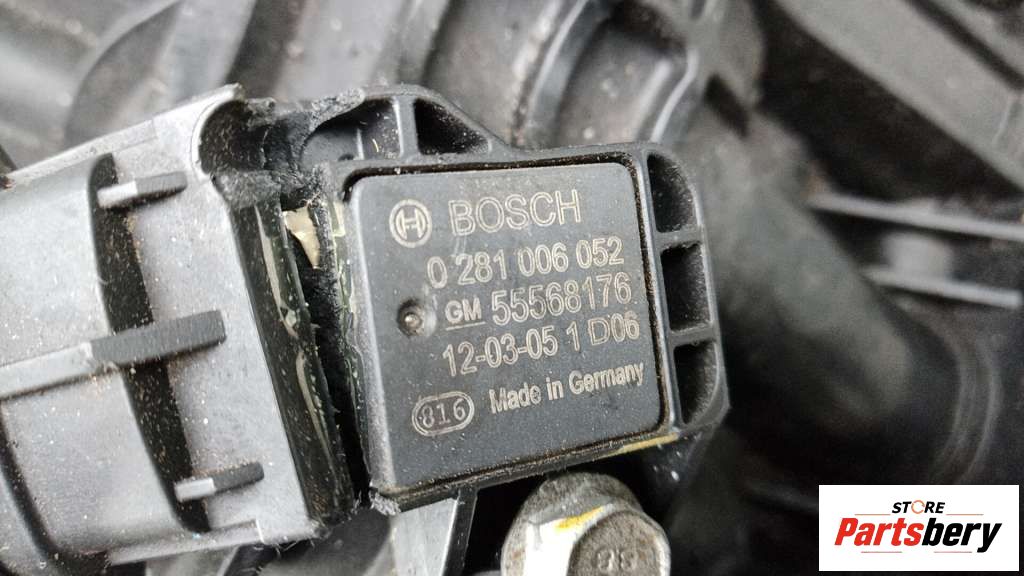 BOSCH
0 281 006 052
GM 55568176
12-03-05 1 D06
816 Made in Germany
STORE
Partsbery